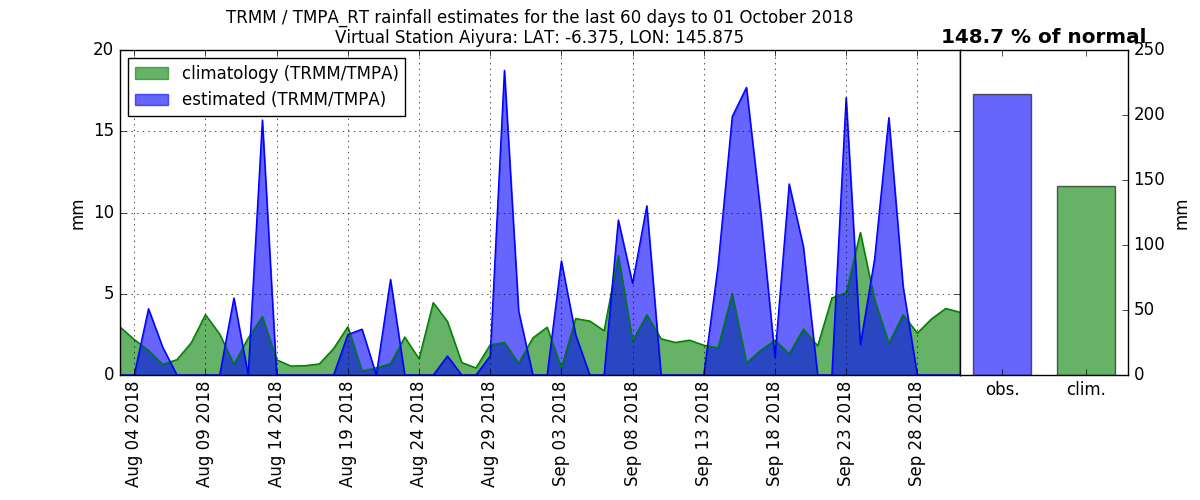 TRMM / TMPA_RT rainfall estimates for the last 60 days to 01 October 2018
Virtual Station Aiyura: LAT: -6.375, LON: 145.875
148.7 % of normal
climatology (TRMM/TMPA)
estimated (TRMM/TMPA)
20
15
10
5
0
mm
Aug 04 2018
Aug 09 2018
Aug 14 2018
Aug 19 2018
Aug 24 2018
Aug 29 2018
Sep 03 2018
Sep 08 2018
Sep 13 2018
Sep 18 2018
Sep 23 2018
Sep 28 2018
250
200
150
100
50
0
mm
obs.
clim.